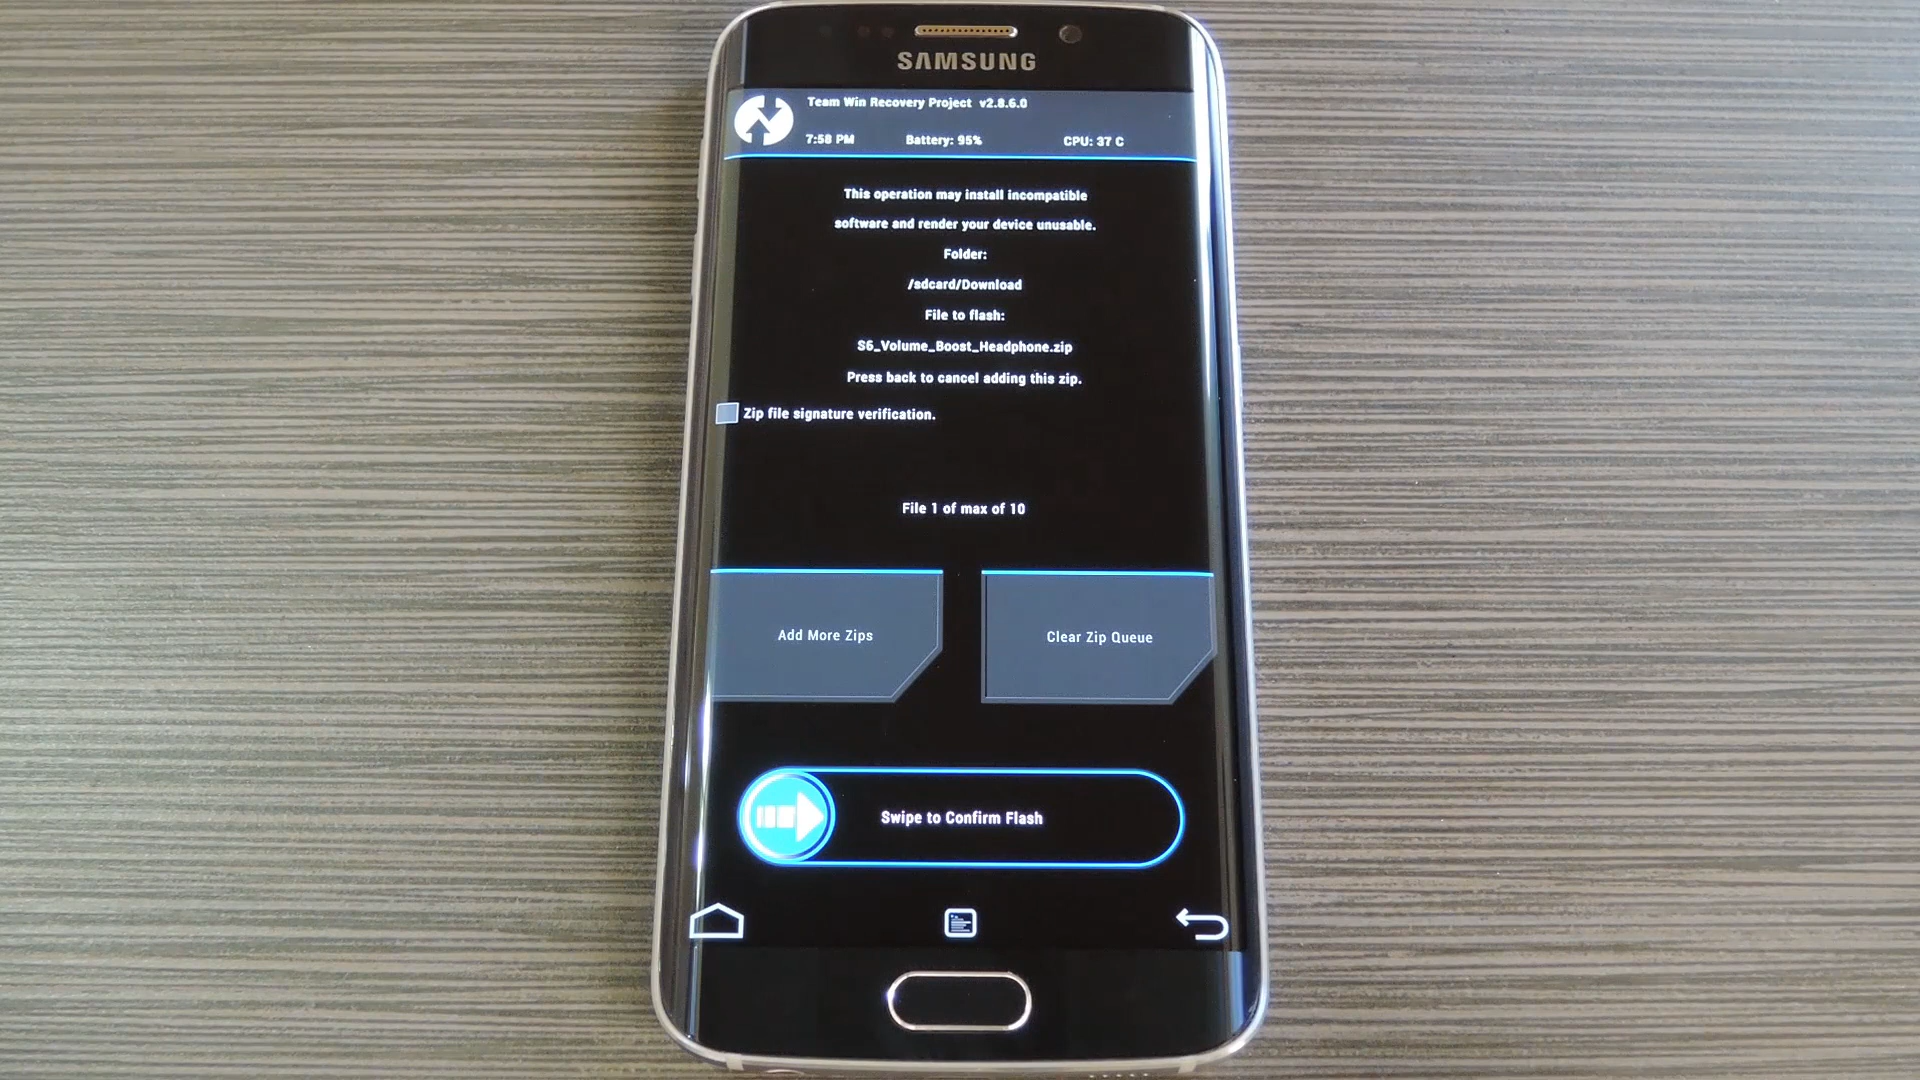 SAMSUNG
Team Win Recovery Project v2.8.6.0
7:58 PM Battery: 95% CPU: 37 C
This operation may install incompatible
software and render your device unusable.
Folder:
/sdcard/Download
File to flash:
S6_Volume_Boost_Headphone.zip
Press back to cancel adding this zip.
Zip file signature verification.
File 1 of max of 10
Add More Zips
Clear Zip Queue
Swipe to Confirm Flash